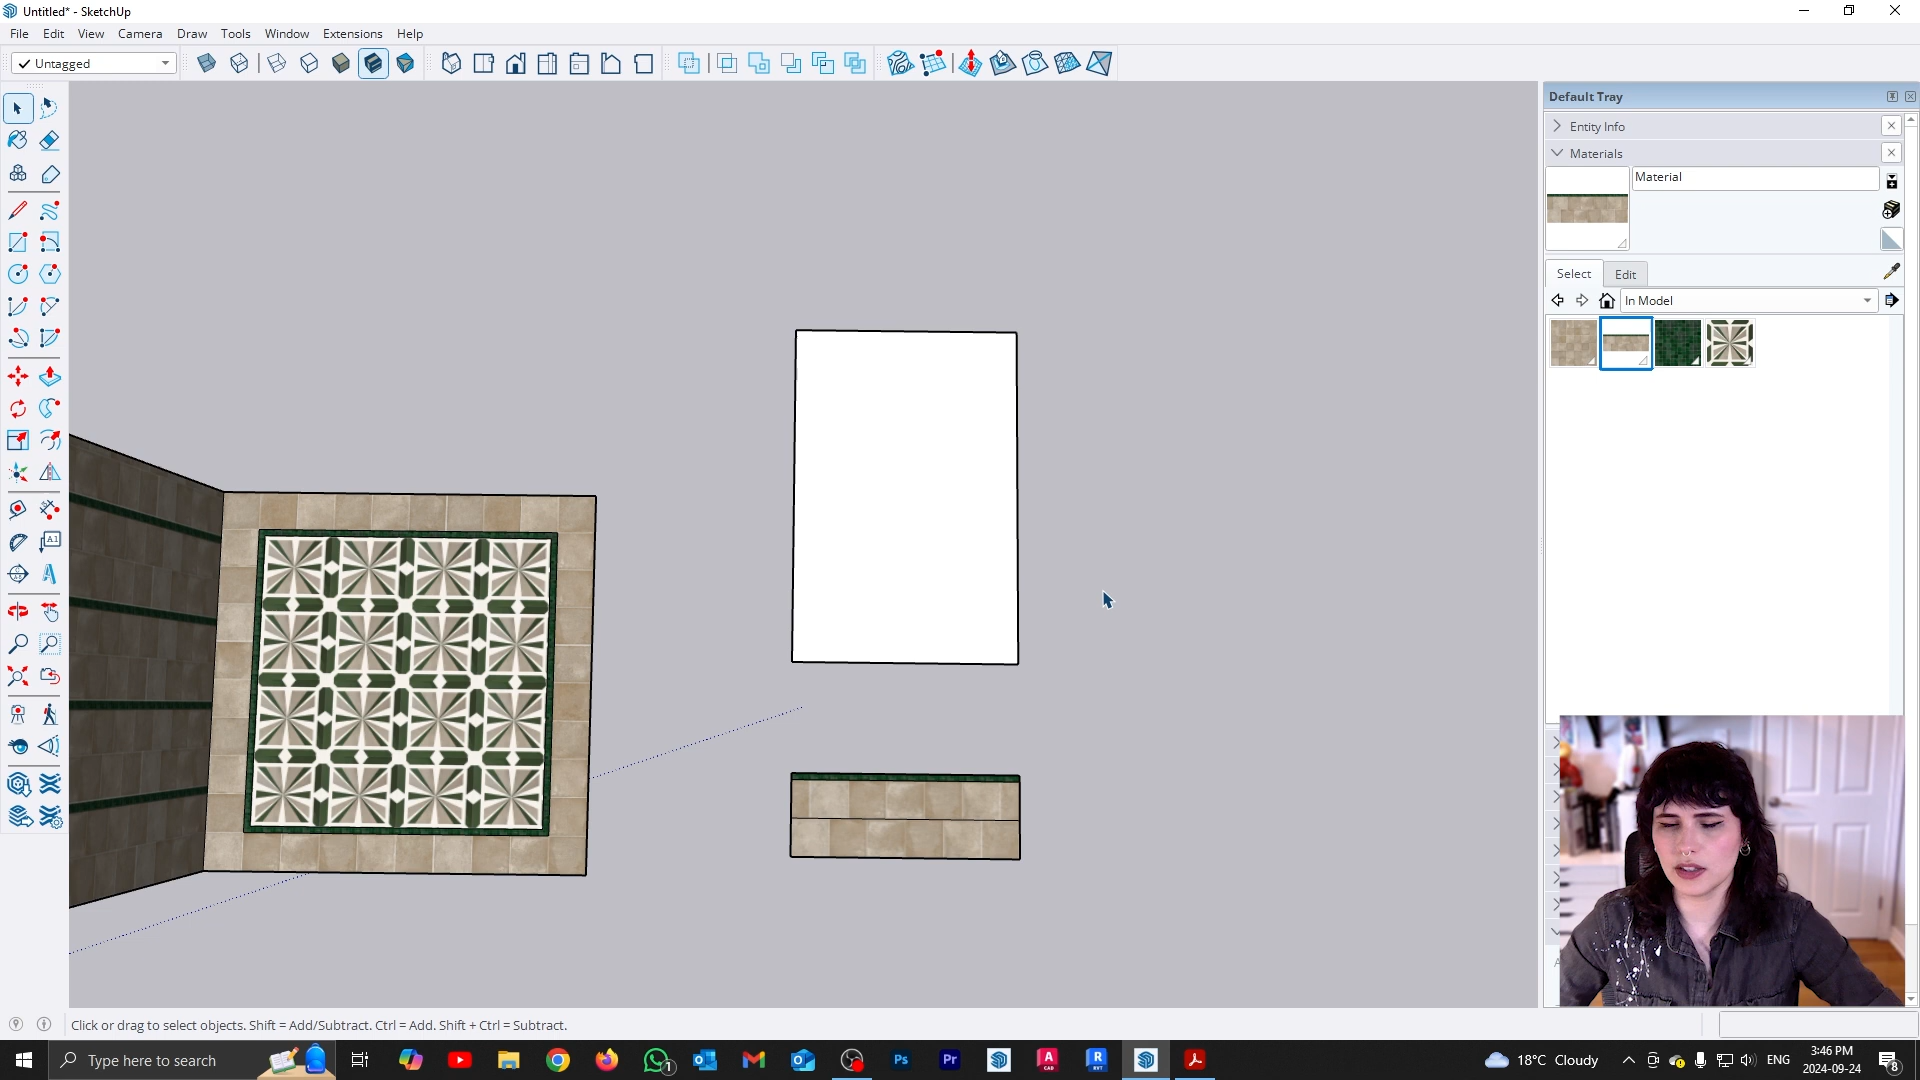 Untitled* - SketchUp
File Edit View Camera Draw Tools Window Extensions Help
Untagged
Default Tray
Entity Info
Materials
Material
Select Edit
In Model
Click or drag to select objects. Shift = Add/Subtract. Ctrl = Add. Shift + Ctrl = Subtract.
Type here to search
18°C Cloudy
ENG
3:46 PM
2024-09-24